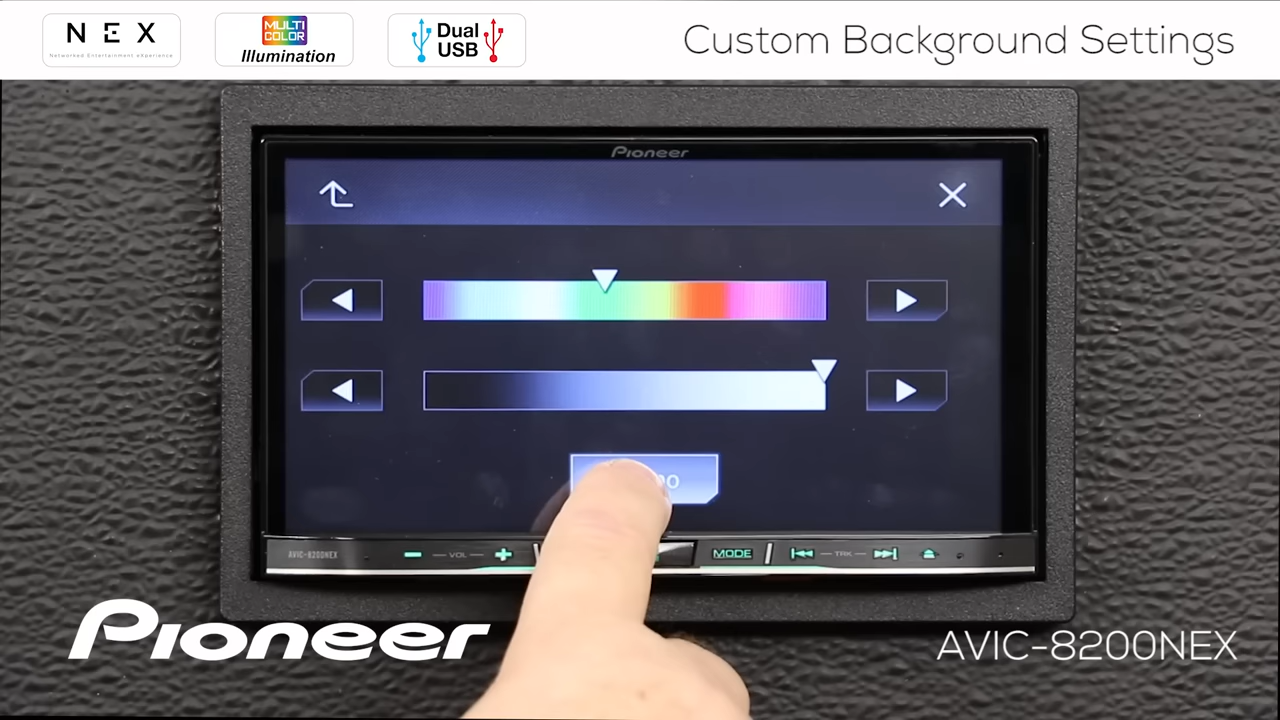 NEX
Networked Entertainment eXperience
MULTI
COLOR
Illumination
Dual
USB
Custom Background Settings
Pioneer
AVIC-8200NEX
VOL
MODE
TRK
Pioneer
AVIC-8200NEX